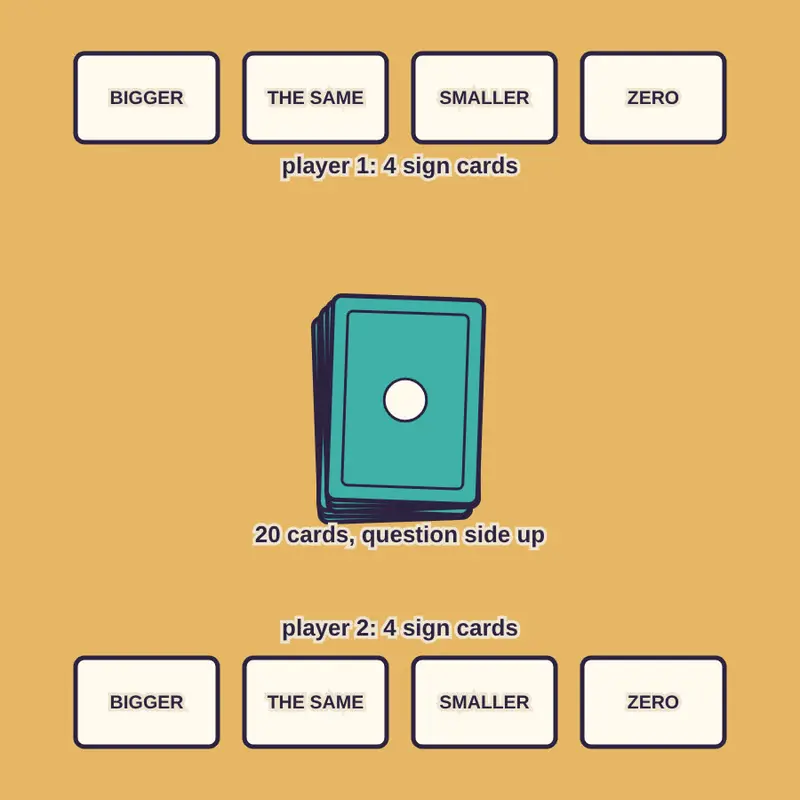 BIGGER
THE SAME
SMALLER
ZERO
player 1: 4 sign cards
20 cards, question side up
player 2: 4 sign cards
BIGGER
THE SAME
SMALLER
ZERO